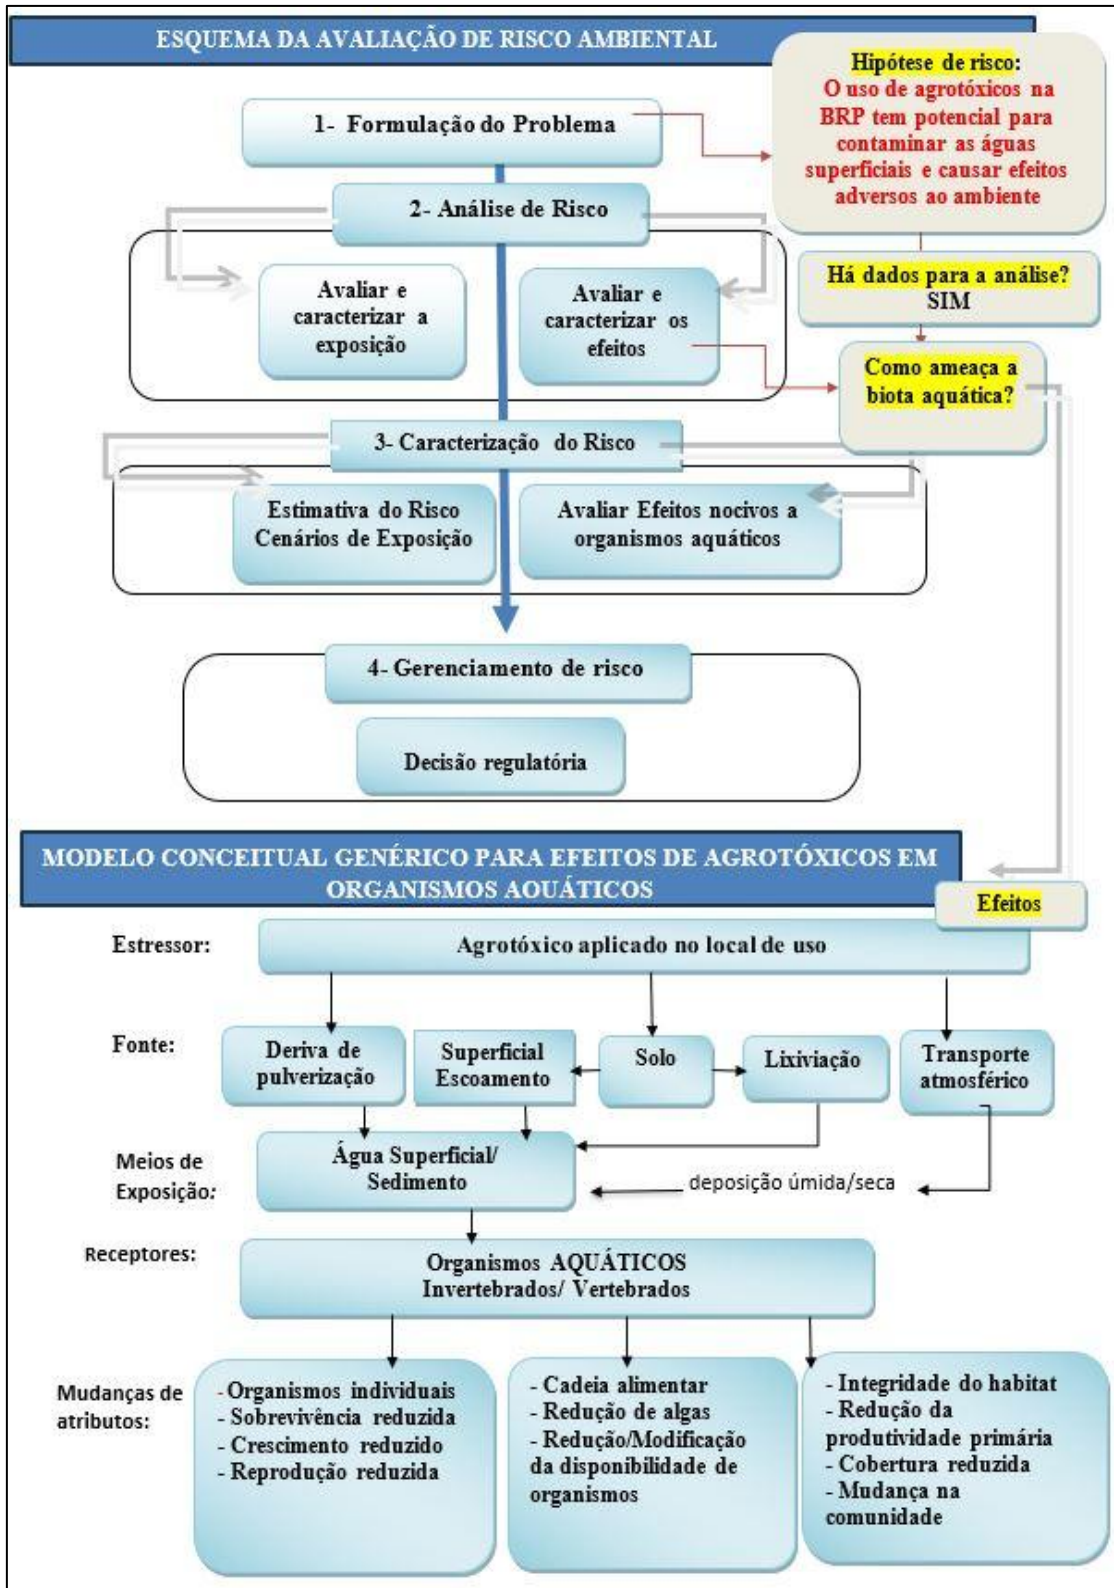 ESQUEMA DA AVALIAÇÃO DE RISCO AMBIENTAL
Hipótese de risco:
O uso de agrotóxicos na
BRP tem potencial para
contaminar as águas
superficiais e causar efeitos
adversos ao ambiente
1- Formulação do Problema
2- Análise de Risco
Há dados para a análise?
SIM
Avaliar e
caracterizar a
exposição
Avaliar e
caracterizar os
efeitos
Como ameaça a
biota aquática?
3- Caracterização do Risco
Estimativa do Risco
Cenários de Exposição
Avaliar Efeitos nocivos a
organismos aquáticos
4- Gerenciamento de risco
Decisão regulatória
MODELO CONCEITUAL GENÉRICO PARA EFEITOS DE AGROTÓXICOS EM
ORGANISMOS AQUÁTICOS
Efeitos
Estressor:
Agrotóxico aplicado no local de uso
Fonte:
Deriva de
pulverização
Superficial
Escoamento
Solo
Lixiviação
Transporte
atmosférico
Meios de
Exposição:
Água Superficial/
Sedimento
deposição úmida/seca
Receptores:
Organismos AQUÁTICOS
Invertebrados/ Vertebrados
Mudanças de
atributos:
- Organismos individuais
- Sobrevivência reduzida
- Crescimento reduzido
- Reprodução reduzida
- Cadeia alimentar
- Redução de algas
- Redução/Modificação
da disponibilidade de
organismos
- Integridade do habitat
- Redução da
produtividade primária
- Cobertura reduzida
- Mudança na
comunidade